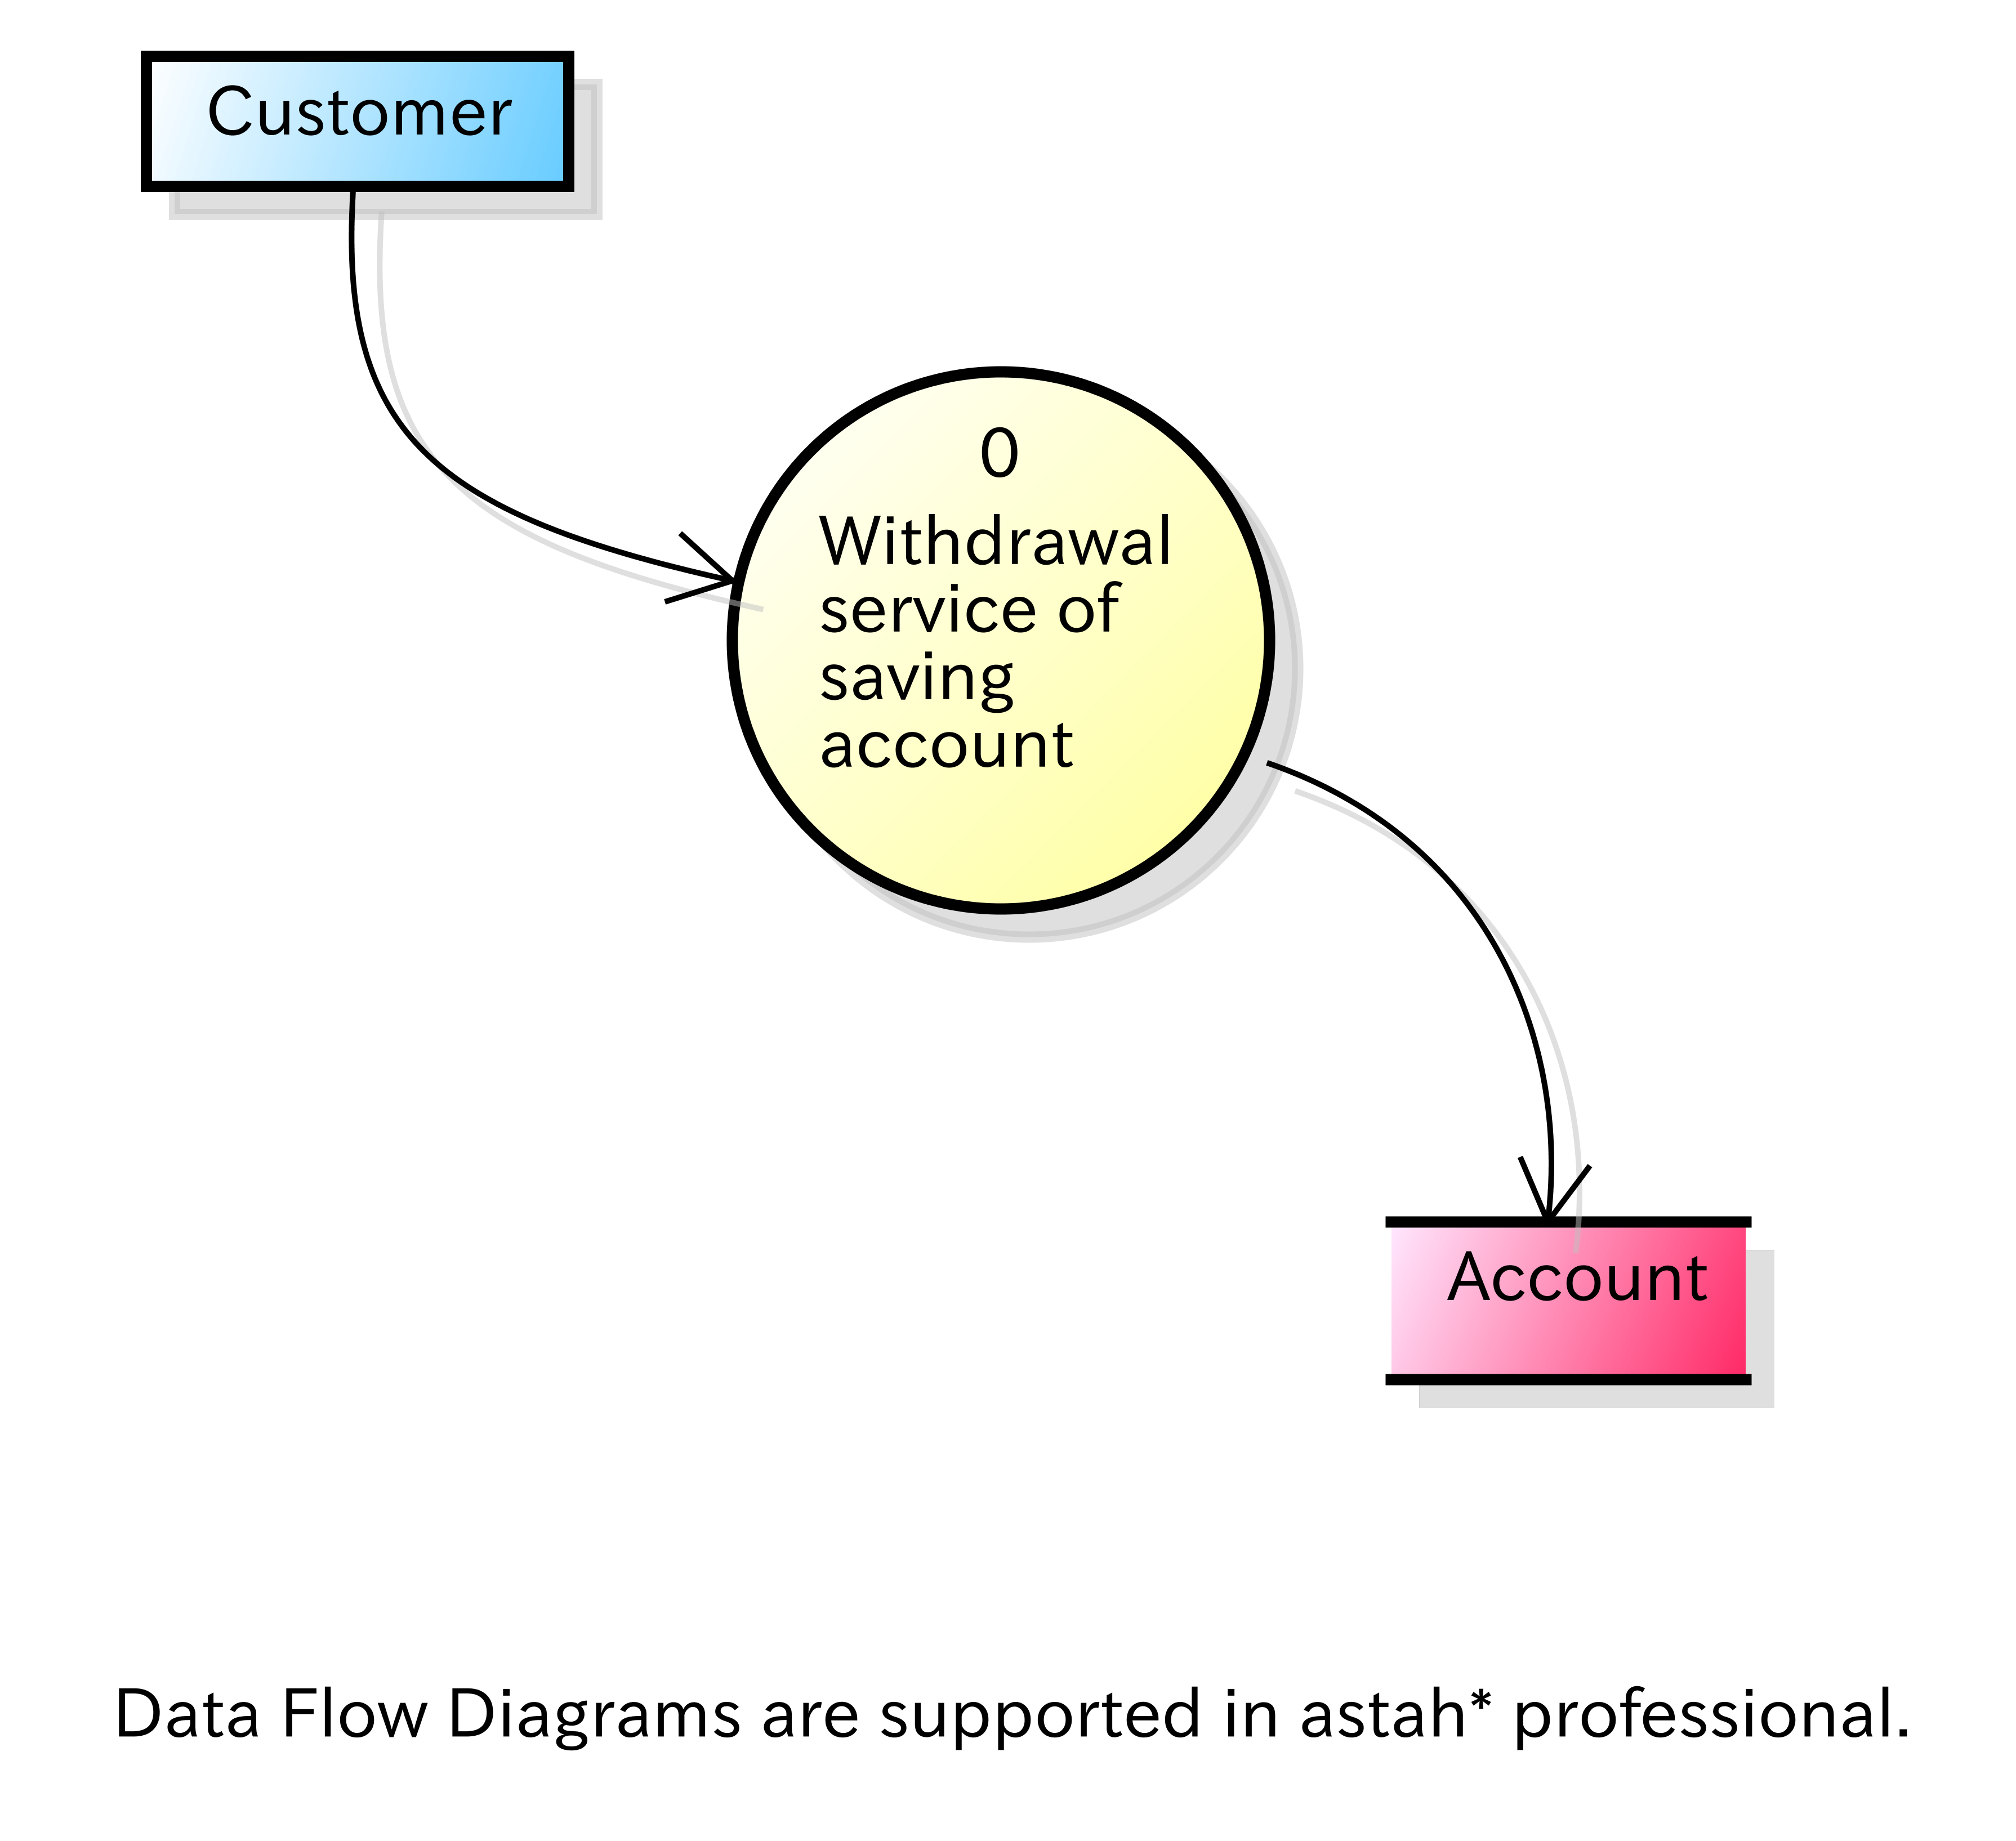 Customer
0
Withdrawal
service of
saving
account
Account
Data Flow Diagrams are supported in astah* professional.